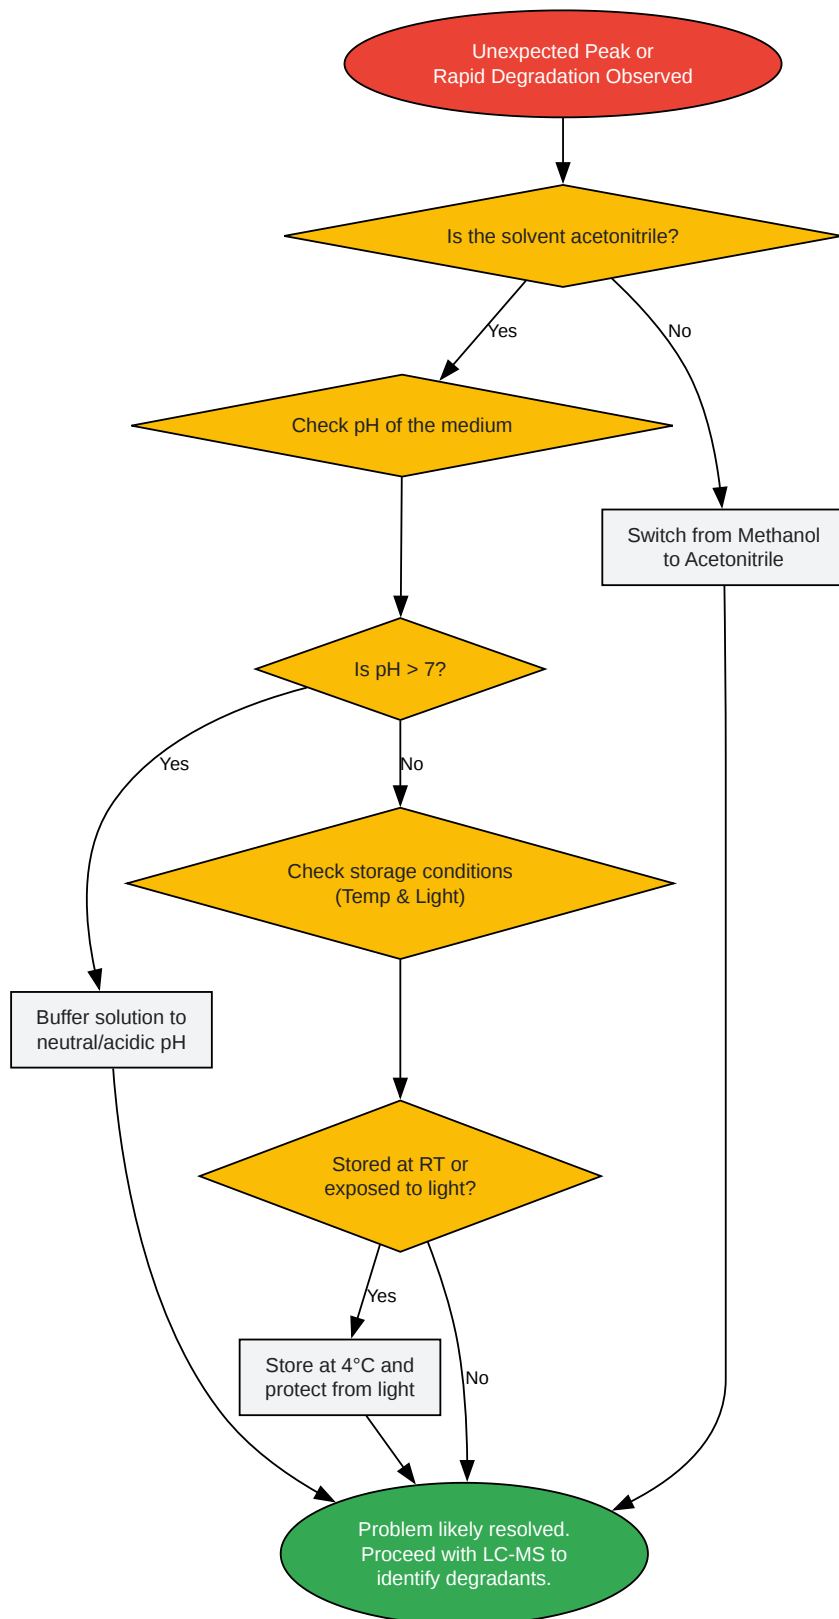 Unexpected Peak or
Rapid Degradation Observed
Is the solvent acetonitrile?
Yes
No
Check pH of the medium
Switch from Methanol
to Acetonitrile
Is pH > 7?
Yes
No
Check storage conditions
(Temp & Light)
Buffer solution to
neutral/acidic pH
Stored at RT or
exposed to light?
Yes
Store at 4°C and
protect from light
No
Problem likely resolved.
Proceed with LC-MS to
identify degradants.